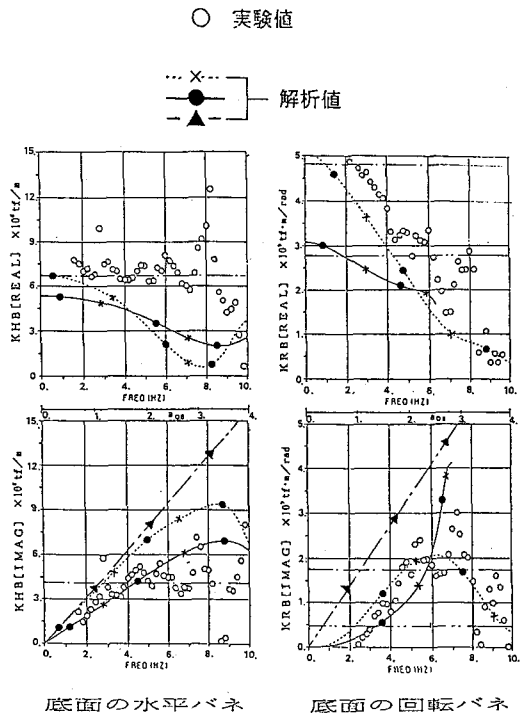 ○ 実験値
解析値
KHB[REAL] ×10⁶tf/m
15.
12
9
6
3
0
0. 2. 4. 6. 8. 10.
FREQ(HZ)
KRB[REAL] ×10⁹tf·m/rad
5
4
3
2
1
0.
0. 2. 4. 6. 8. 10.
FREQ(HZ)
0. 1. 2. 3. 4.
KHB[IMAG] ×10⁶tf/m
15.
12
9
6
3
0.
0. 2. 4. 6. 8. 10.
FREQ(HZ)
0. 1. 2. 3. 4.
KRB[IMAG] ×10⁹tf·m/rad
5.
4.
3.
2.
1.
0.
0. 2. 4. 6. 8. 10.
FREQ(HZ)
底面の水平バネ
底面の回転バネ